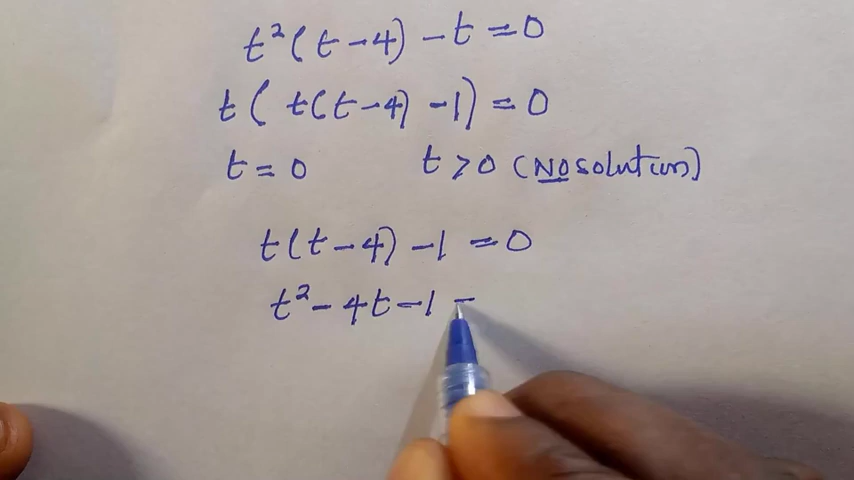 t²(t-4) -t =0
t( t(t-4) -1) =0
t=0 t>0 (NO solution)
t(t-4) -1 =0
t²-4t-1 -